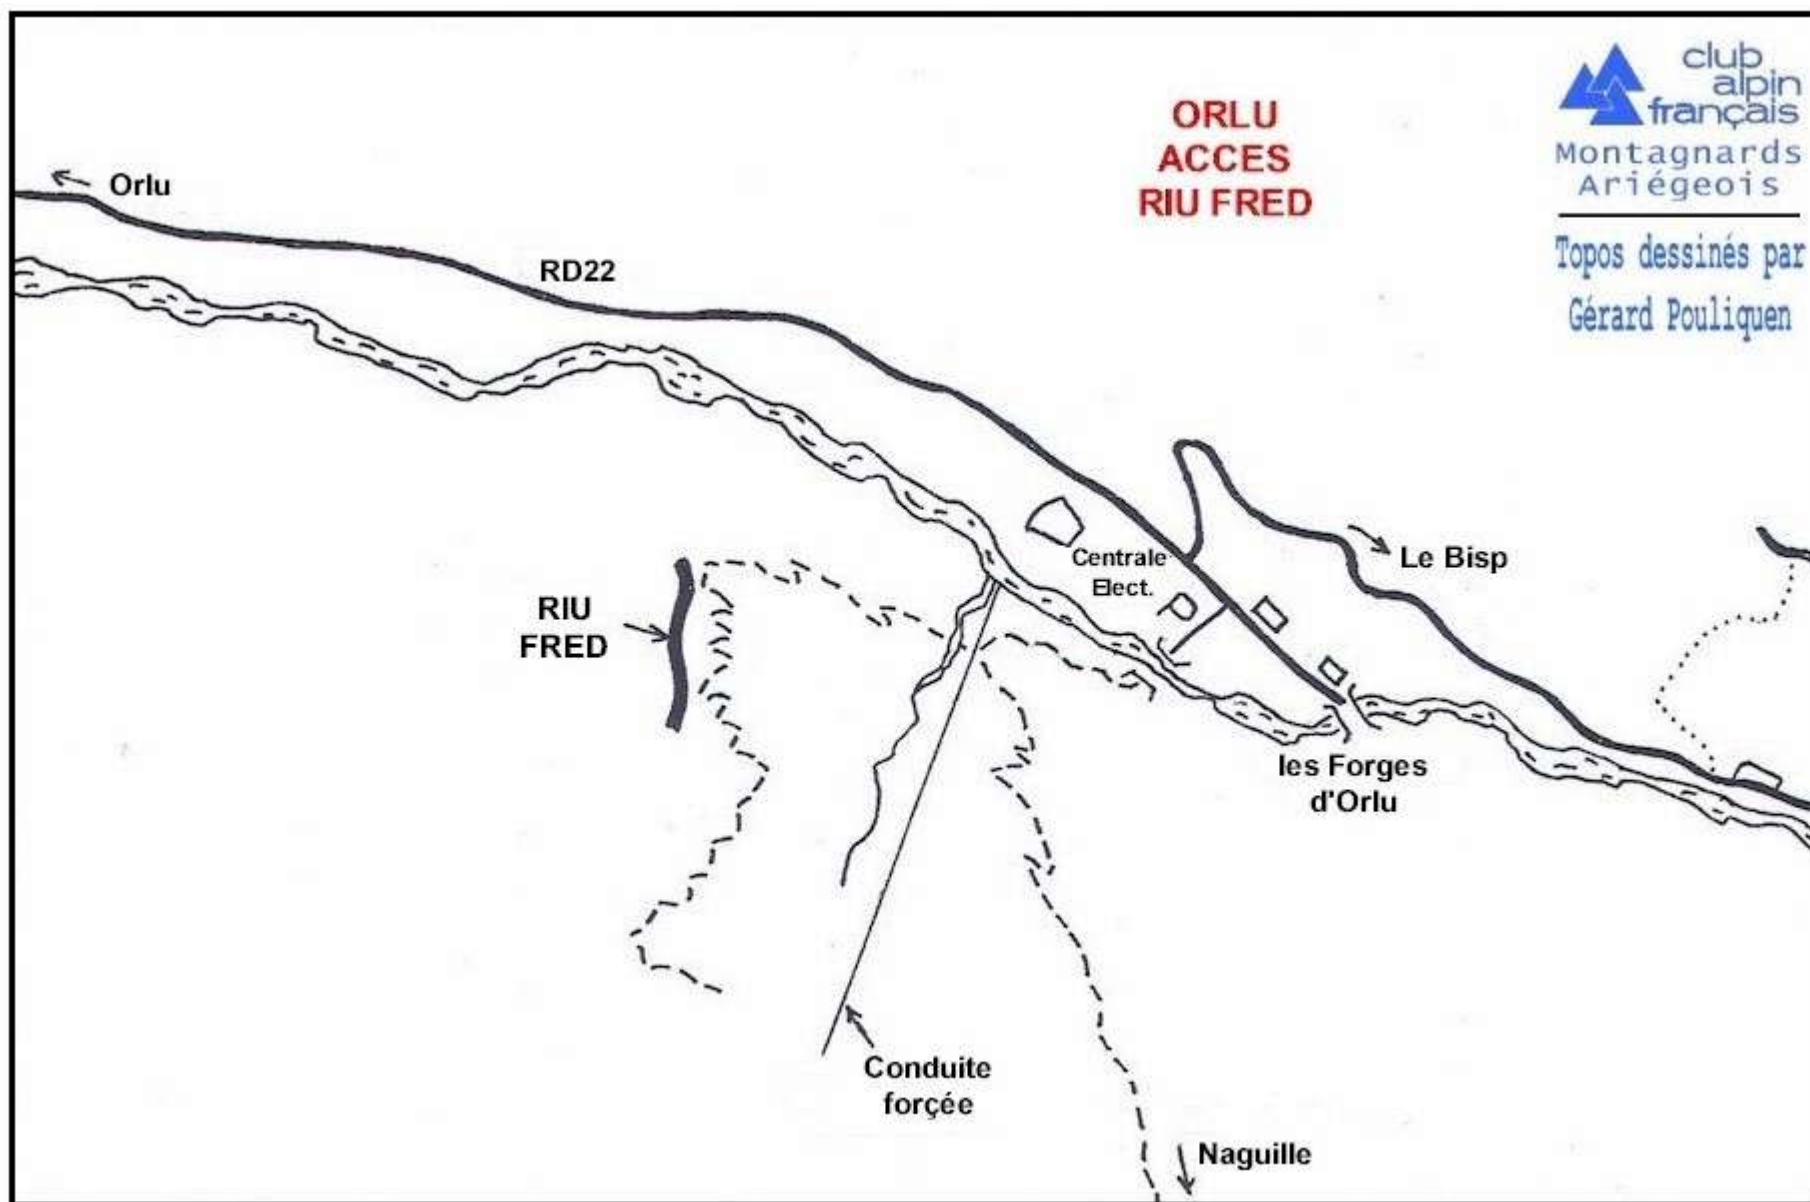 ORLU
ACCES
RIU FRED
club
alpin
français
Montagnards
Ariégeois
Topos dessinés par
Gérard Pouliquen
Orlu
RD22
Centrale
Elect.
Le Bisp
RIU
FRED
les Forges
d'Orlu
Conduite
forçée
Naguille